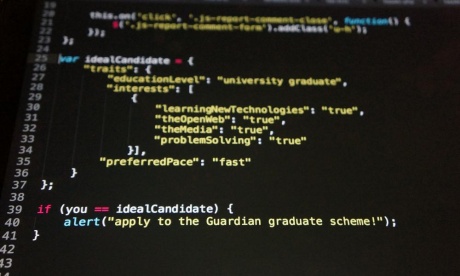 19
20 this.on('click', '.js-report-comment-close', function() {
21 $('.js-report-comment-form').addClass('u-h');
22 });
23 };
25 var idealCandidate = {
26 "traits": {
27 "educationLevel": "university graduate",
28 "interests": [
29 {
30 "learningNewTechnologies": "true",
31 "theOpenWeb": "true",
32 "theMedia": "true",
33 "problemSolving": "true"
34 }],
35 "preferredPace": "fast"
36 }
37 };
38
39 if (you == idealCandidate) {
40 alert("apply to the Guardian graduate scheme!");
41 }
42
43